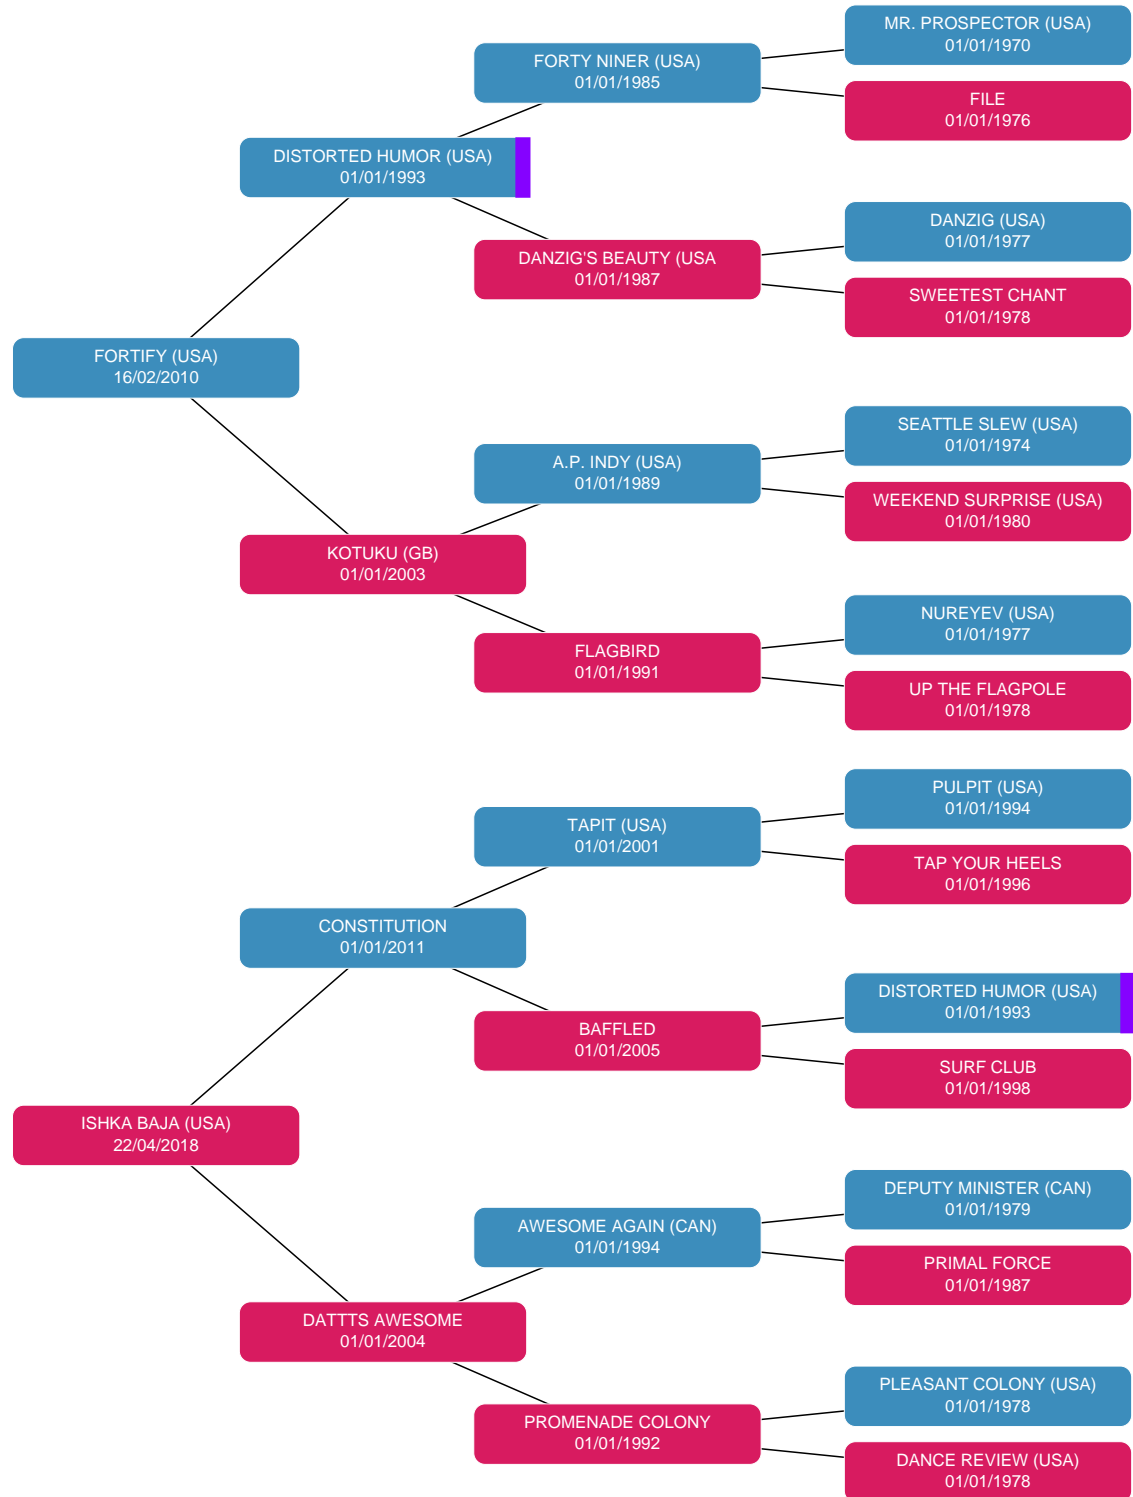 MR. PROSPECTOR (USA)
01/01/1970
FORTY NINER (USA)
01/01/1985
FILE
01/01/1976
DISTORTED HUMOR (USA)
01/01/1993
DANZIG (USA)
01/01/1977
DANZIG'S BEAUTY (USA
01/01/1987
SWEETEST CHANT
01/01/1978
FORTIFY (USA)
16/02/2010
SEATTLE SLEW (USA)
01/01/1974
A.P. INDY (USA)
01/01/1989
WEEKEND SURPRISE (USA)
01/01/1980
KOTUKU (GB)
01/01/2003
NUREYEV (USA)
01/01/1977
FLAGBIRD
01/01/1991
UP THE FLAGPOLE
01/01/1978
PULPIT (USA)
01/01/1994
TAPIT (USA)
01/01/2001
TAP YOUR HEELS
01/01/1996
CONSTITUTION
01/01/2011
DISTORTED HUMOR (USA)
01/01/1993
BAFFLED
01/01/2005
SURF CLUB
01/01/1998
ISHKA BAJA (USA)
22/04/2018
DEPUTY MINISTER (CAN)
01/01/1979
AWESOME AGAIN (CAN)
01/01/1994
PRIMAL FORCE
01/01/1987
DATTTS AWESOME
01/01/2004
PLEASANT COLONY (USA)
01/01/1978
PROMENADE COLONY
01/01/1992
DANCE REVIEW (USA)
01/01/1978